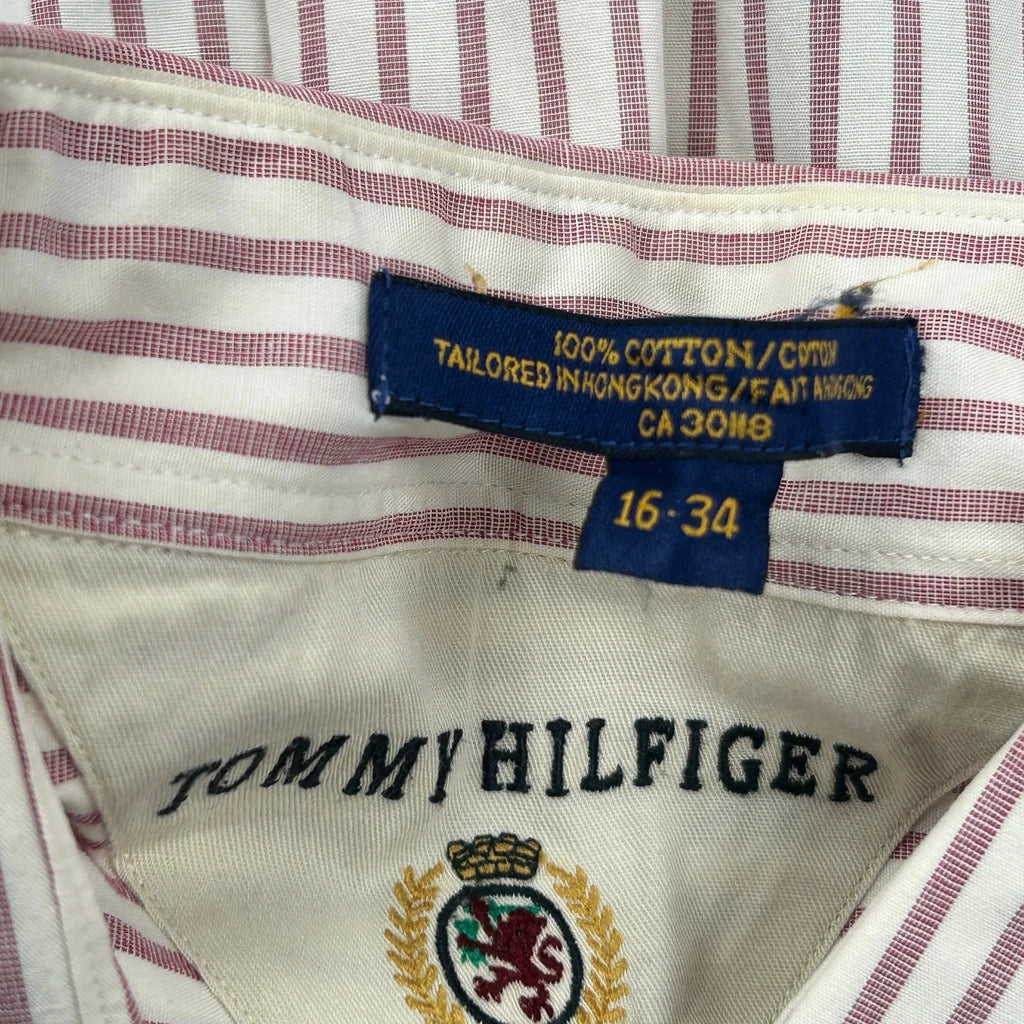 100% COTTON/COTON
TAILORED IN HONG KONG/FAIT A HONG KONG
CA 30118
16-34
TOMMY HILFIGER